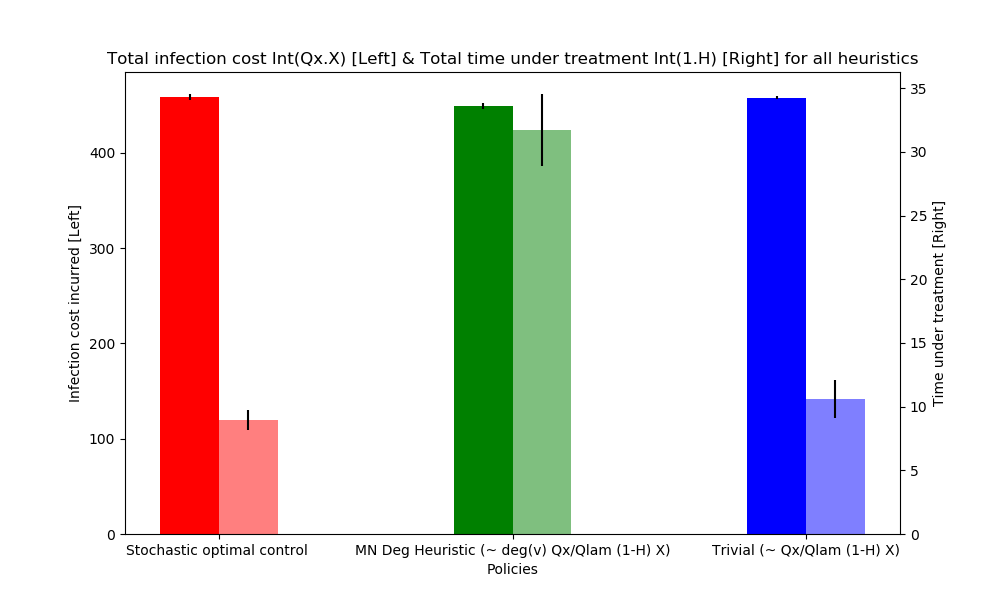 Total infection cost Int(Qx.X) [Left] & Total time under treatment Int(1.H) [Right] for all heuristics
Infection cost incurred [Left]
400
300
200
100
0
35
30
25
20
15
10
5
0
Time under treatment [Right]
Stochastic optimal control
MN Deg Heuristic (~ deg(v) Qx/Qlam (1-H) X)
Trivial (~ Qx/Qlam (1-H) X)
Policies